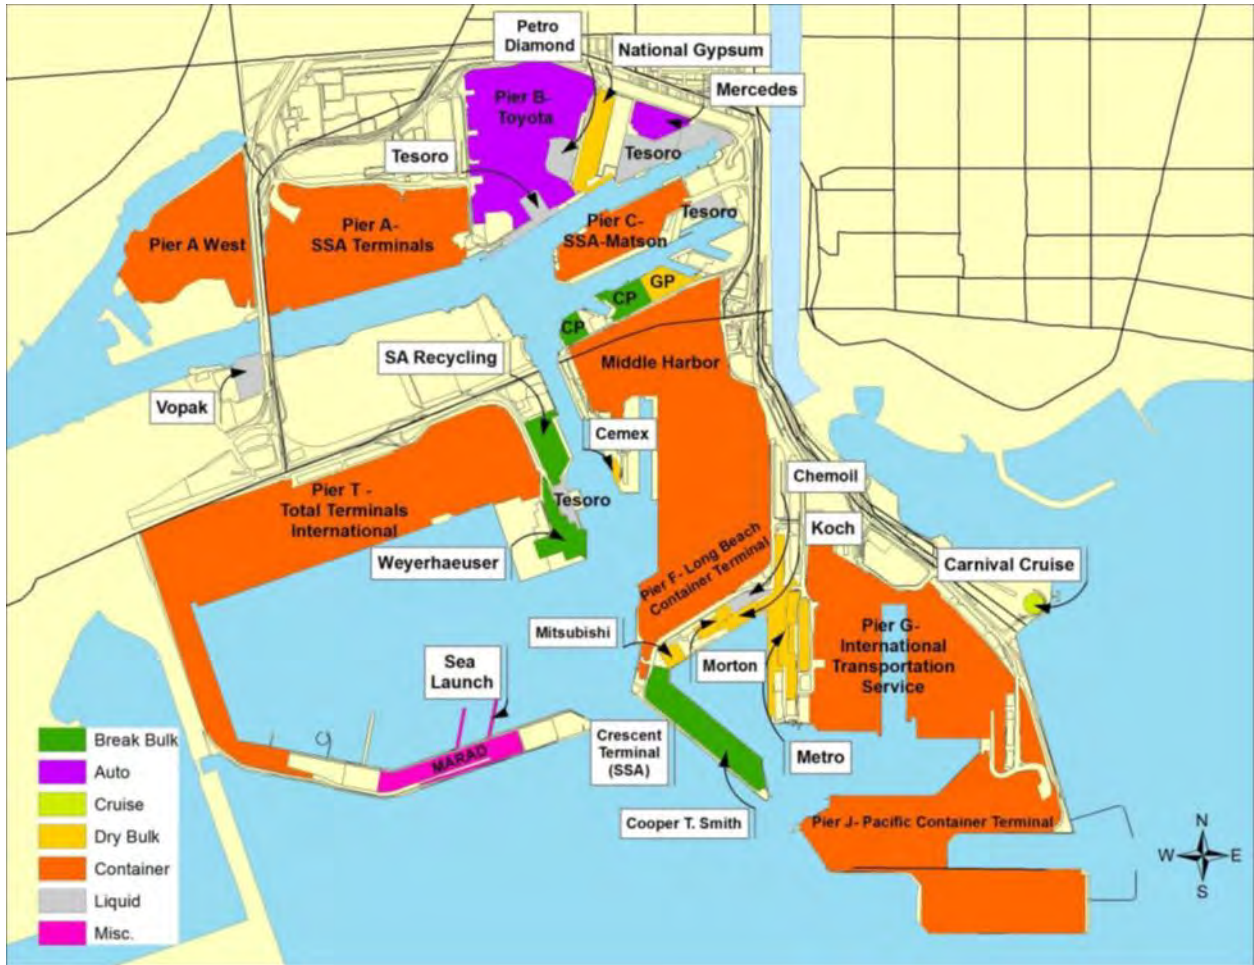 Petro
Diamond
National Gypsum
Mercedes
Pier B-
Toyota
Tesoro
Tesoro
Pier A West
Pier A-
SSA Terminals
Pier C-
SSA-Matson
Tesoro
GP
CP
CP
SA Recycling
Middle Harbor
Vopak
Cemex
Chemoil
Pier T -
Total Terminals
International
Tesoro
Koch
Weyerhaeuser
Pier F- Long Beach
Container Terminal
Carnival Cruise
Mitsubishi
Morton
Pier G-
International
Transportation
Service
Sea
Launch
MARAD
Crescent
Terminal
(SSA)
Metro
Cooper T. Smith
Pier J- Pacific Container Terminal
Break Bulk
Auto
Cruise
Dry Bulk
Container
Liquid
Misc.
N
W E
S